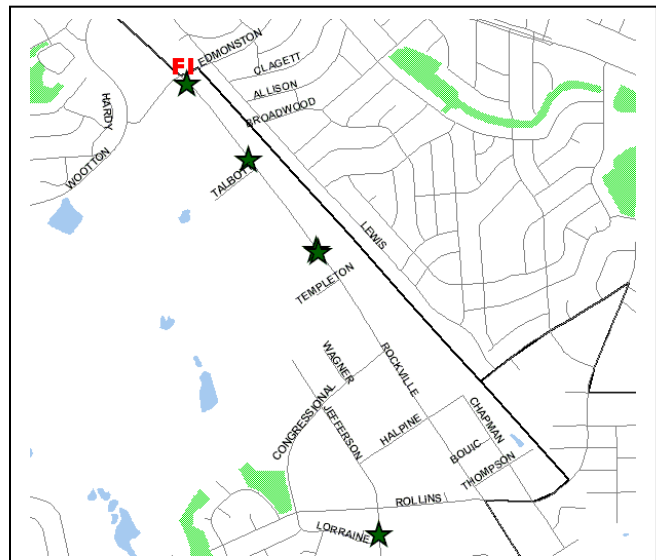 FI
EDMONSTON
CLAGETT
ALLISON
BROADWOOD
HARDY
WOOTTON
TALBOTT
LEWIS
TEMPLETON
WAGNER
ROCKVILLE
CONGRESSIONAL
JEFFERSON
HALPINE
CHAPMAN
BOUIC
THOMPSON
ROLLINS
LORRAINE